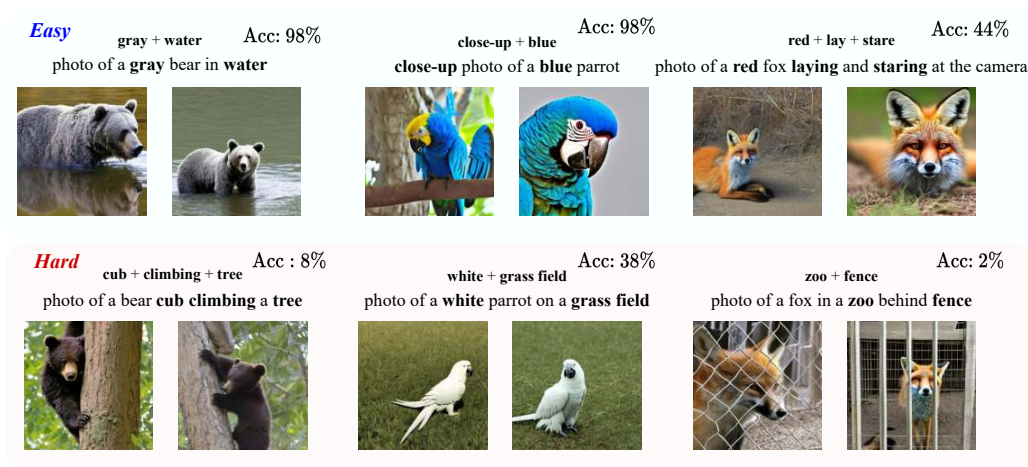 Easy
gray + water
Acc: 98%
photo of a gray bear in water
close-up + blue
Acc: 98%
close-up photo of a blue parrot
red + lay + stare
Acc: 44%
photo of a red fox laying and staring at the camera
Hard
cub + climbing + tree
Acc : 8%
photo of a bear cub climbing a tree
white + grass field
Acc: 38%
photo of a white parrot on a grass field
zoo + fence
Acc: 2%
photo of a fox in a zoo behind fence